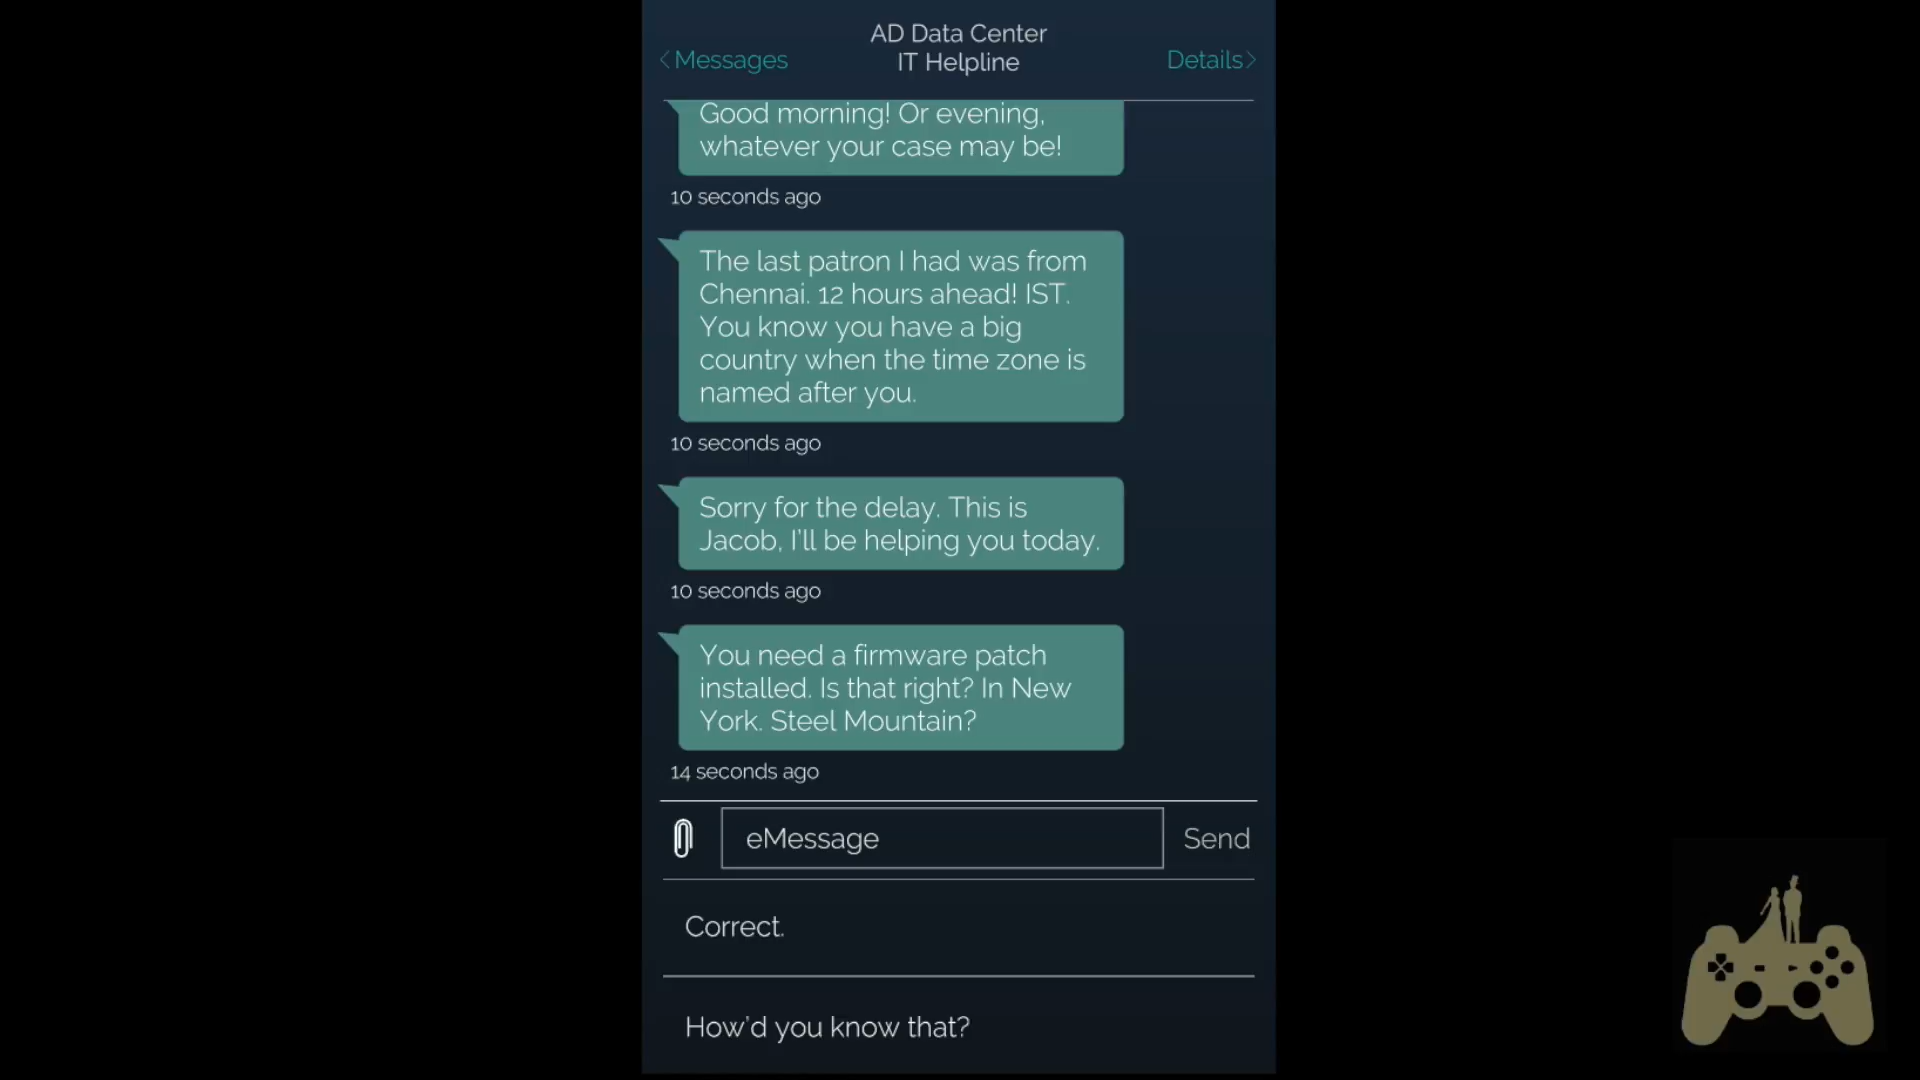 AD Data Center
IT Helpline
Messages
Details
Good morning! Or evening,
whatever your case may be!
10 seconds ago
The last patron I had was from
Chennai. 12 hours ahead! IST.
You know you have a big
country when the time zone is
named after you.
10 seconds ago
Sorry for the delay. This is
Jacob, I'll be helping you today.
10 seconds ago
You need a firmware patch
installed. Is that right? In New
York. Steel Mountain?
14 seconds ago
eMessage
Send
Correct.
How'd you know that?